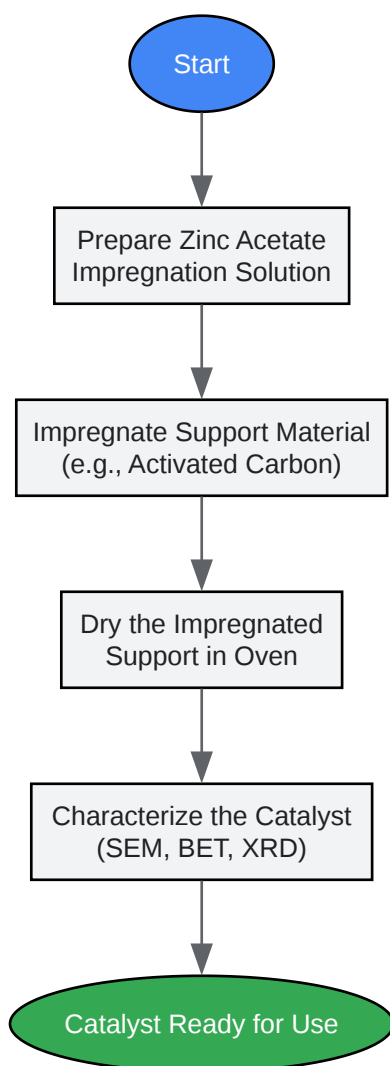 Start
Prepare Zinc Acetate
Impregnation Solution
Impregnate Support Material
(e.g., Activated Carbon)
Dry the Impregnated
Support in Oven
Characterize the Catalyst
(SEM, BET, XRD)
Catalyst Ready for Use